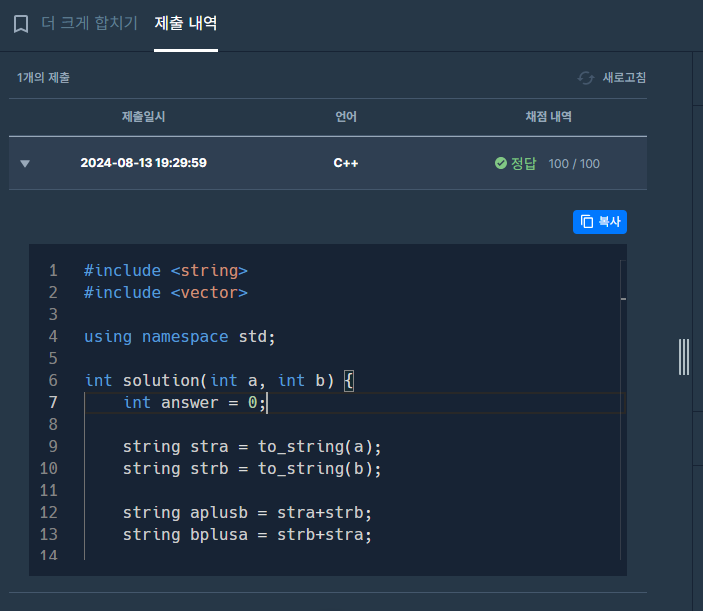 더 크게 합치기 제출 내역
1개의 제출 새로고침
제출일시 언어 채점 내역
2024-08-13 19:29:59 C++ 정답 100 / 100
복사
1 #include <string>
2 #include <vector>
3
4 using namespace std;
5
6 int solution(int a, int b) {
7     int answer = 0;
8
9     string stra = to_string(a);
10     string strb = to_string(b);
11
12     string aplusb = stra+strb;
13     string bplusa = strb+stra;
14